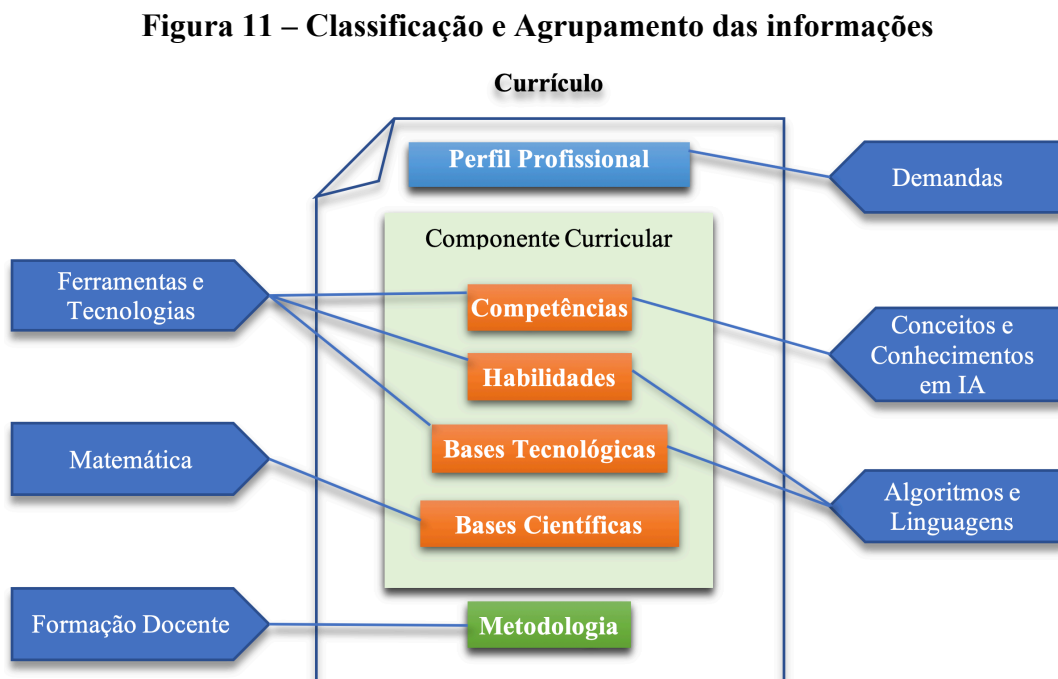 Figura 11 – Classificação e Agrupamento das informações
Currículo
Perfil Profissional
Demandas
Componente Curricular
Ferramentas e
Tecnologias
Competências
Conceitos e
Conhecimentos
em IA
Habilidades
Matemática
Bases Tecnológicas
Algoritmos e
Linguagens
Bases Científicas
Formação Docente
Metodologia